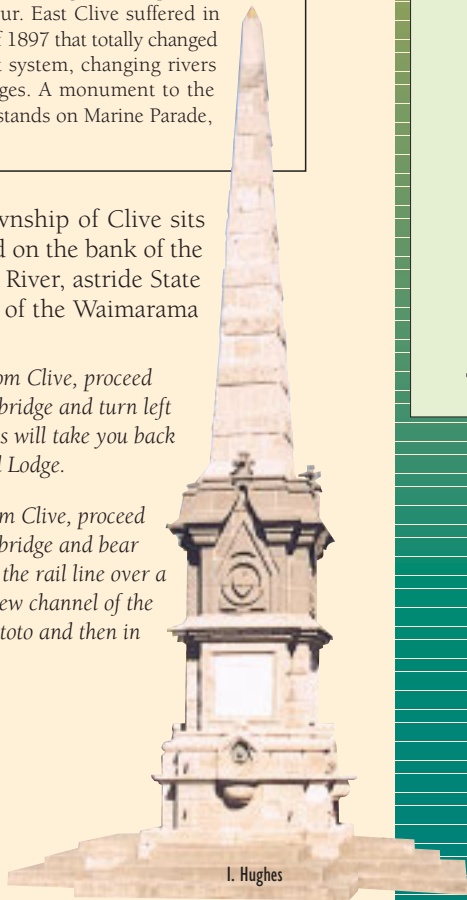 ur. East Clive suffered in
1897 that totally changed
system, changing rivers
ges. A monument to the
stands on Marine Parade,
wnship of Clive sits
on the bank of the
River, astride State
of the Waimarama
om Clive, proceed
bridge and turn left
s will take you back
Lodge.
m Clive, proceed
bridge and bear
the rail line over a
ew channel of the
toto and then in
I. Hughes